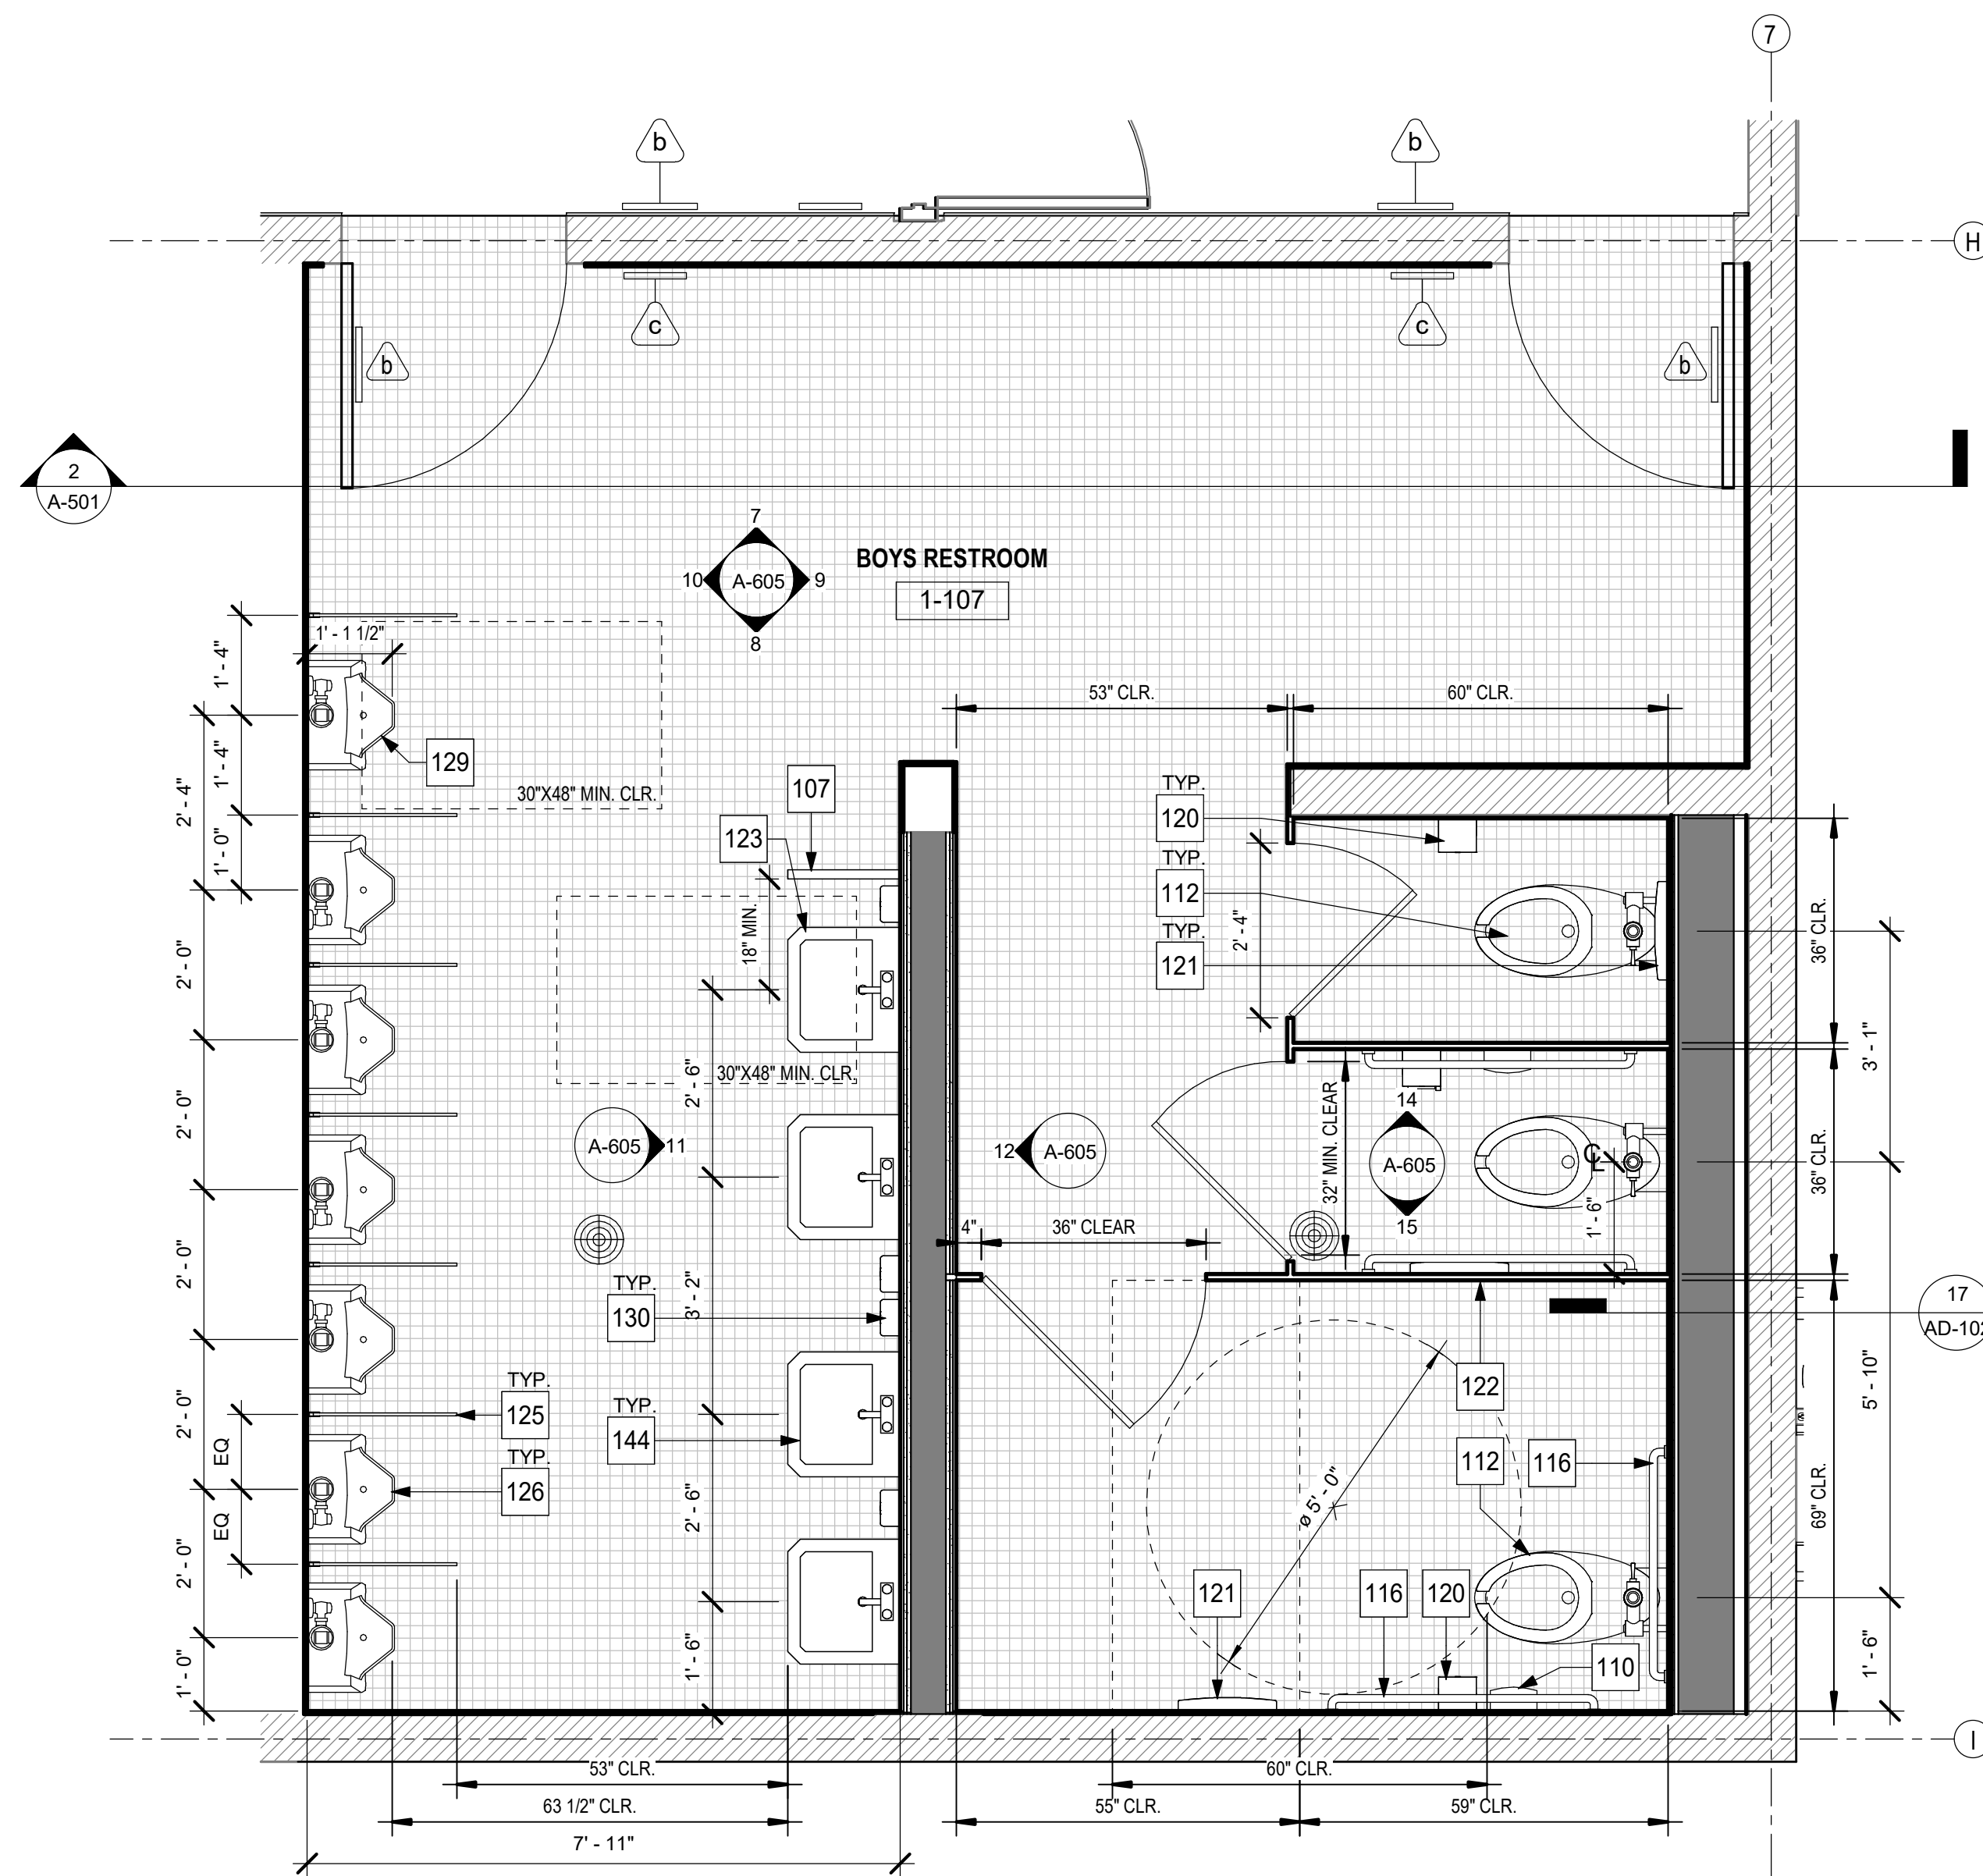 7
b
b
H
c
c
b
b
2
A-501
7
10
A-605
9
8
BOYS RESTROOM
1-107
1' - 4"
1' - 1 1/2"
53" CLR.
60" CLR.
2' - 4"
1' - 4"
1' - 0"
129
30"X48" MIN. CLR.
107
123
TYP.
120
TYP.
112
TYP.
121
2' - 4"
36" CLR.
18" MIN.
2' - 0"
30"X48" MIN. CLR.
2' - 6"
3' - 1"
2' - 0"
A-605
11
12
A-605
32" MIN. CLEAR
14
A-605
15
CL
1' - 6"
36" CLR.
4"
36" CLEAR
2' - 0"
TYP.
130
3' - 2"
17
AD-102
122
5' - 10"
2' - 0"
EQ
EQ
TYP.
125
TYP.
126
TYP.
144
112
116
69" CLR.
ø 5' - 0"
2' - 6"
2' - 0"
121
116
120
110
1' - 0"
1' - 6"
1' - 6"
I
53" CLR.
60" CLR.
63 1/2" CLR.
55" CLR.
59" CLR.
7' - 11"